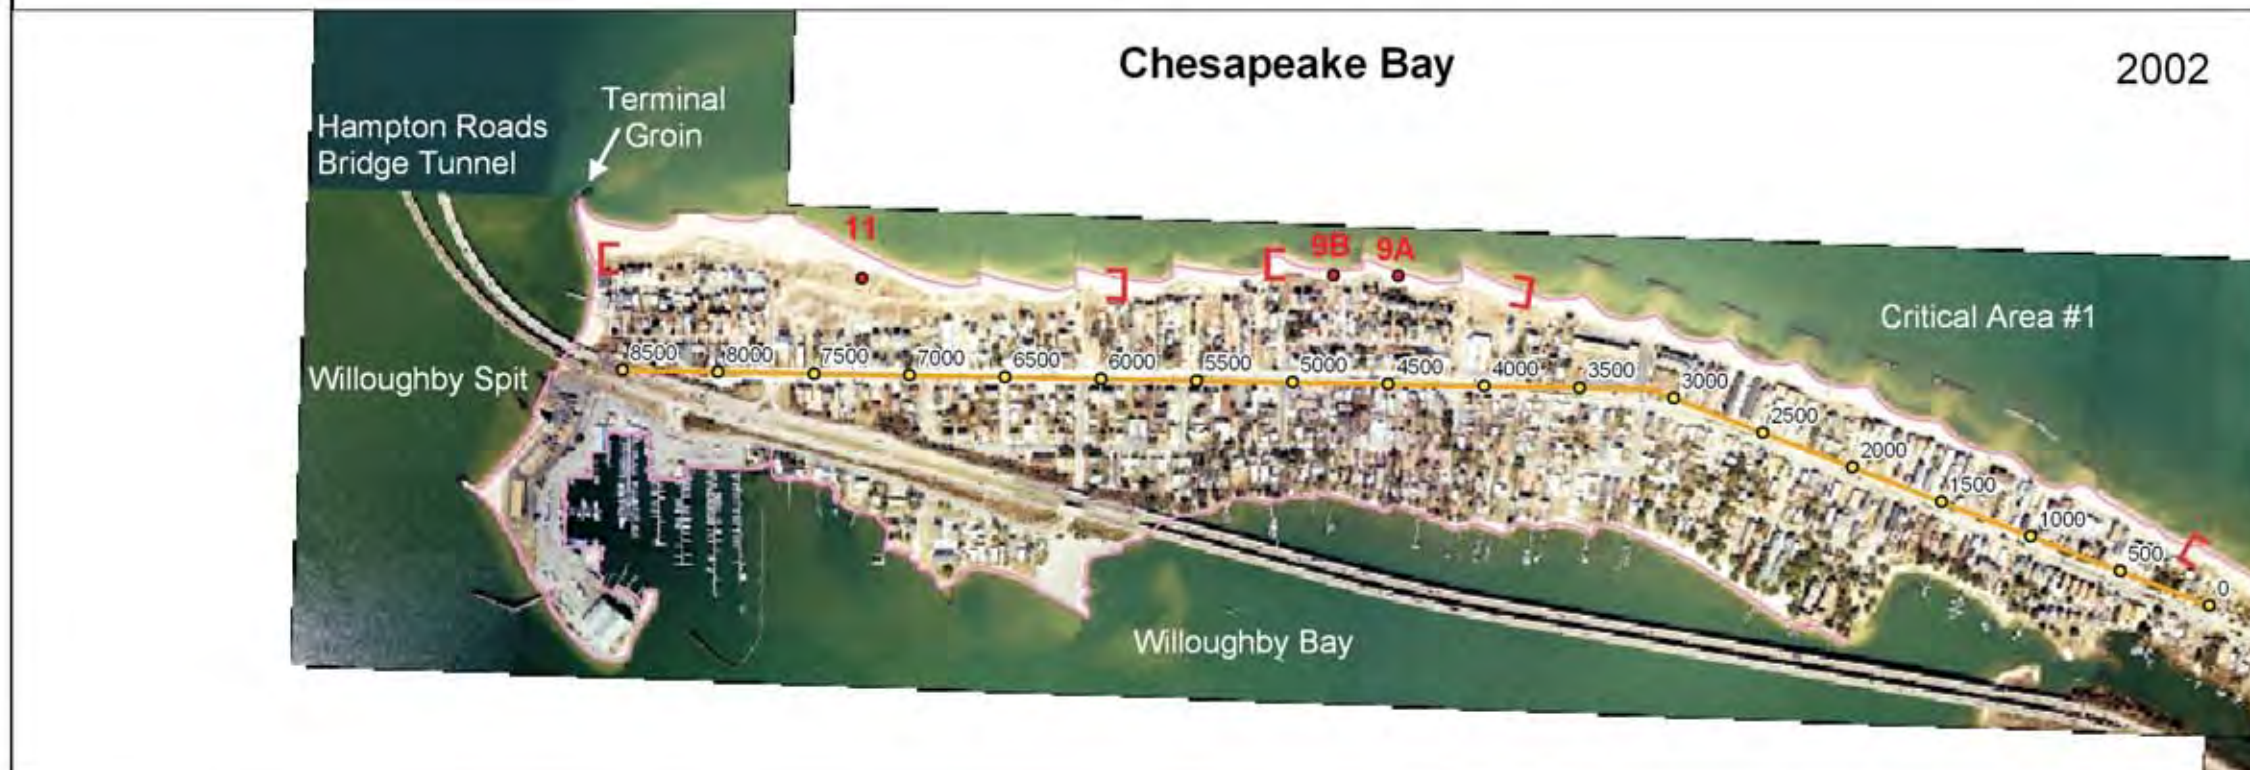 Chesapeake Bay
2002
Terminal
Groin
Hampton Roads
Bridge Tunnel
11
9B
9A
Critical Area #1
Willoughby Spit
8500
8000
7500
7000
6500
6000
5500
5000
4500
4000
3500
3000
2500
2000
1500
1000
500
0
Willoughby Bay